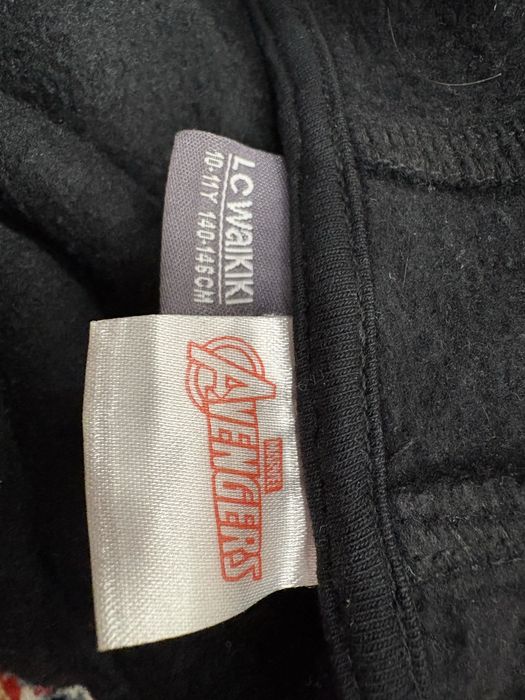 LC WAIKIKI
10-11Y 140-146CM
MARVEL
AVENGERS